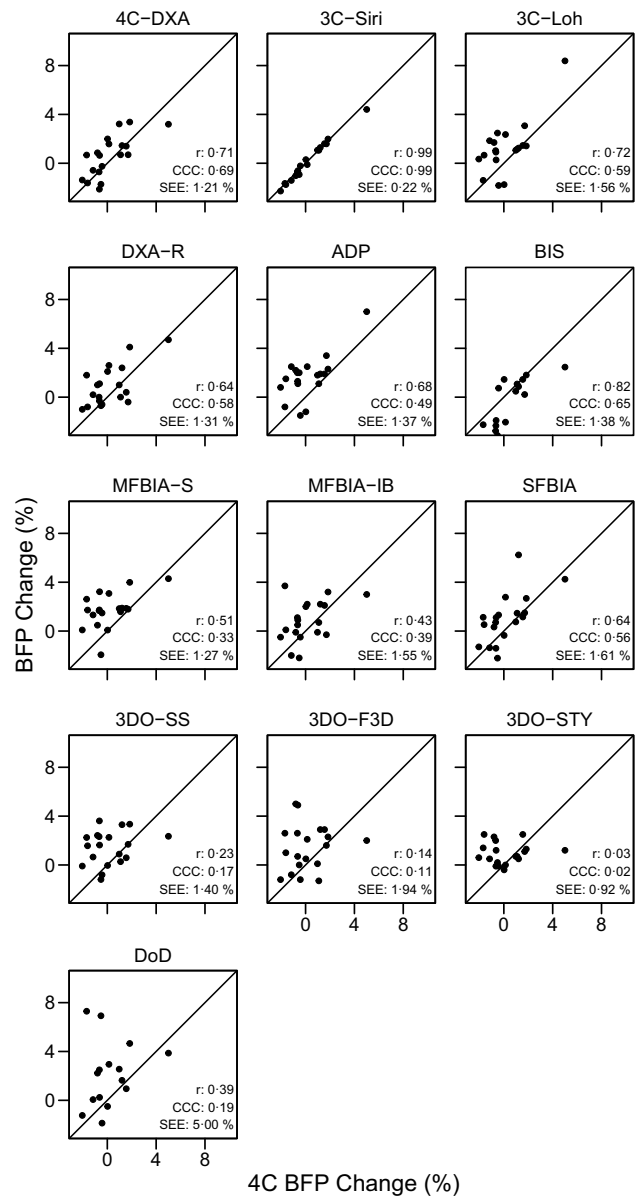 4C−DXA
3C−Siri
3C−Loh
8
4
0
r: 0·71
CCC: 0·69
SEE: 1·21 %
r: 0·99
CCC: 0·99
SEE: 0·22 %
r: 0·72
CCC: 0·59
SEE: 1·56 %
DXA−R
ADP
BIS
8
4
0
r: 0·64
CCC: 0·58
SEE: 1·31 %
r: 0·68
CCC: 0·49
SEE: 1·37 %
r: 0·82
CCC: 0·65
SEE: 1·38 %
BFP Change (%)
MFBIA−S
MFBIA−IB
SFBIA
8
4
0
r: 0·51
CCC: 0·33
SEE: 1·27 %
r: 0·43
CCC: 0·39
SEE: 1·55 %
r: 0·64
CCC: 0·56
SEE: 1·61 %
3DO−SS
3DO−F3D
3DO−STY
8
4
0
r: 0·23
CCC: 0·17
SEE: 1·40 %
r: 0·14
CCC: 0·11
SEE: 1·94 %
r: 0·03
CCC: 0·02
SEE: 0·92 %
0 4 8
0 4 8
DoD
8
4
0
r: 0·39
CCC: 0·19
SEE: 5·00 %
0 4 8
4C BFP Change (%)